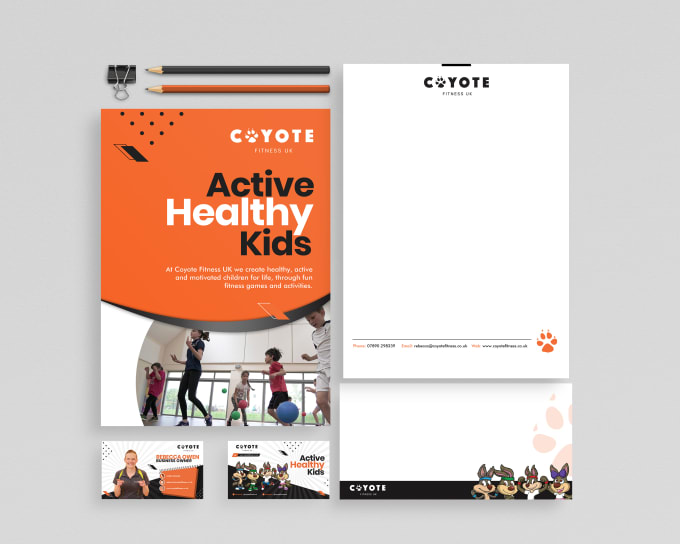 COYOTE
FITNESS UK
Active
Healthy
Kids
At Coyote Fitness UK we create healthy, active
and motivated children for life, through fun
fitness games and activities.
COYOTE
FITNESS UK
Phone: 07890 298239 Email: rebecca@coyotefitness.co.uk Web: www.coyotefitness.co.uk
COYOTE
REBECCA OWEN
BUSINESS OWNER
COYOTE
Active
Healthy
Kids
COYOTE
FITNESS UK